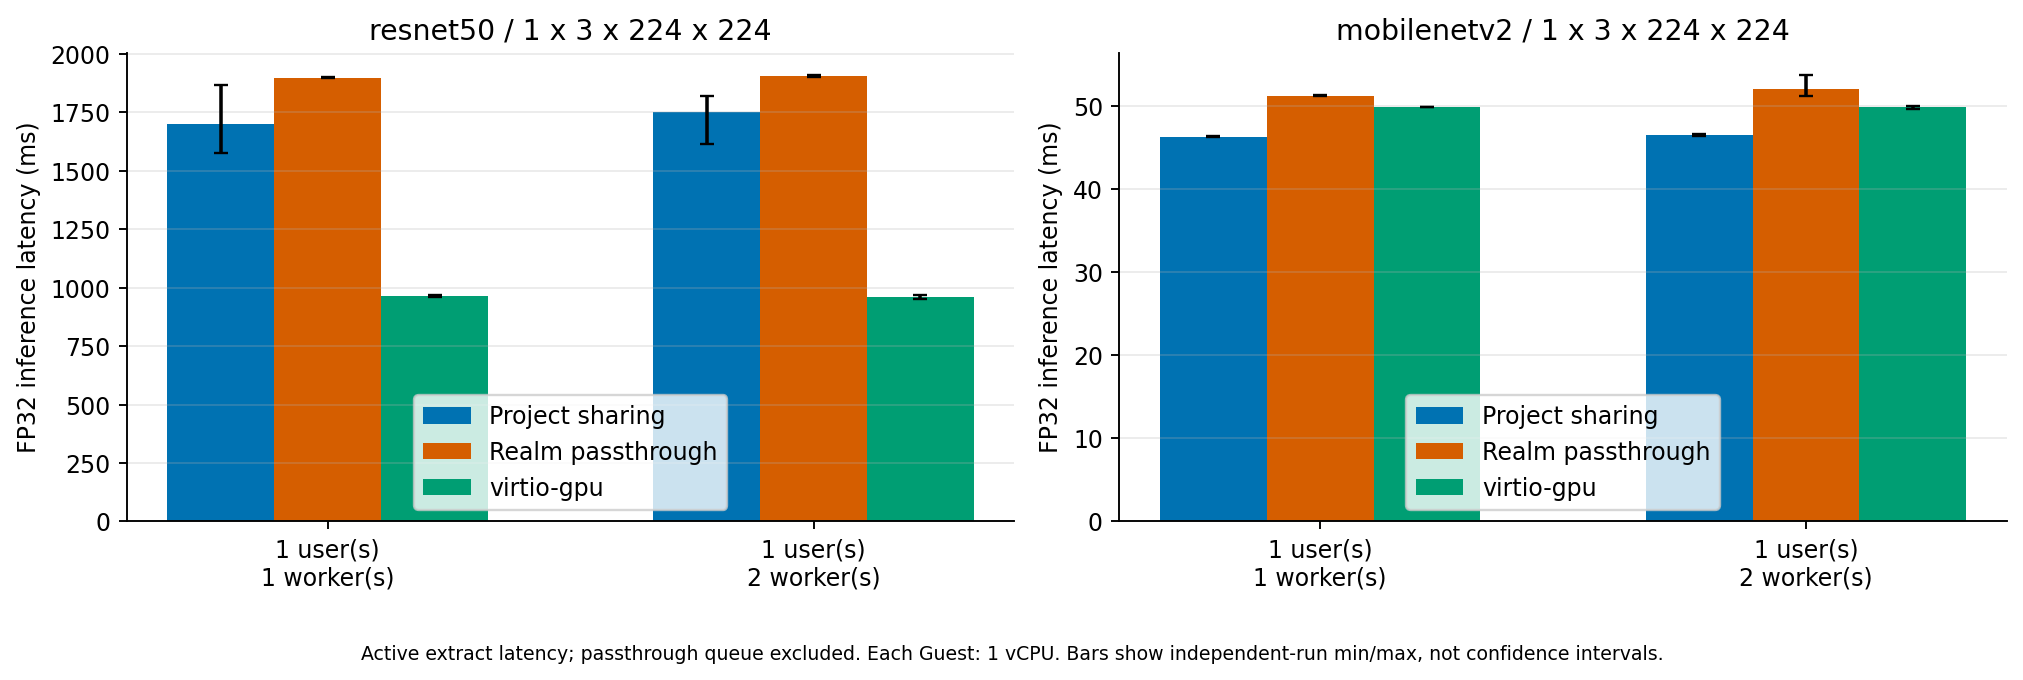 resnet50 / 1 x 3 x 224 x 224
FP32 inference latency (ms)
2000
1750
1500
1250
1000
750
500
250
0
Project sharing
Realm passthrough
virtio-gpu
1 user(s)
1 worker(s)
1 user(s)
2 worker(s)
mobilenetv2 / 1 x 3 x 224 x 224
FP32 inference latency (ms)
50
40
30
20
10
0
Project sharing
Realm passthrough
virtio-gpu
1 user(s)
1 worker(s)
1 user(s)
2 worker(s)
Active extract latency; passthrough queue excluded. Each Guest: 1 vCPU. Bars show independent-run min/max, not confidence intervals.